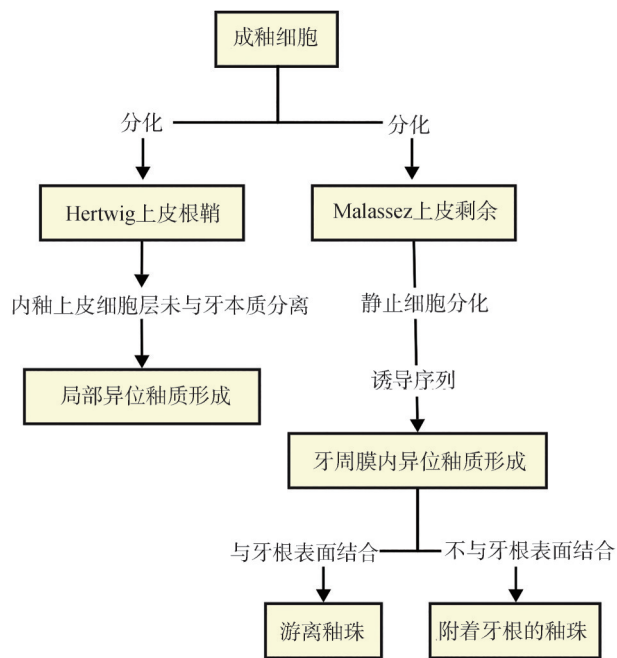 成釉细胞
分化
分化
Hertwig上皮根鞘
Malassez上皮剩余
内釉上皮细胞层未与牙本质分离
静止细胞分化
局部异位釉质形成
诱导序列
牙周膜内异位釉质形成
与牙根表面结合
不与牙根表面结合
游离釉珠
附着牙根的釉珠